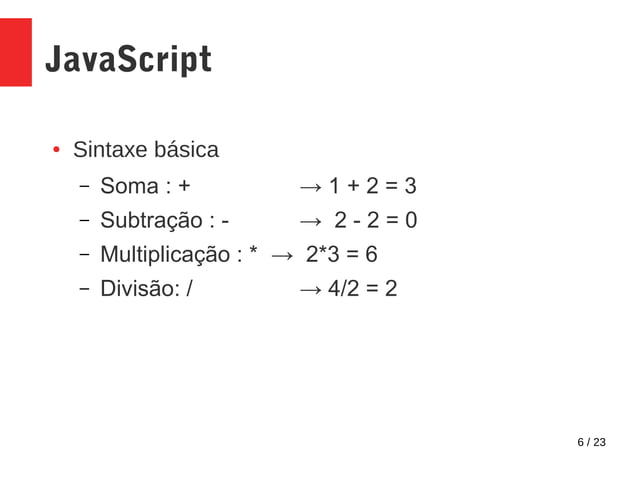 JavaScript
● Sintaxe básica
– Soma : + → 1 + 2 = 3
– Subtração : - → 2 - 2 = 0
– Multiplicação : * → 2*3 = 6
– Divisão: / → 4/2 = 2
6 / 23